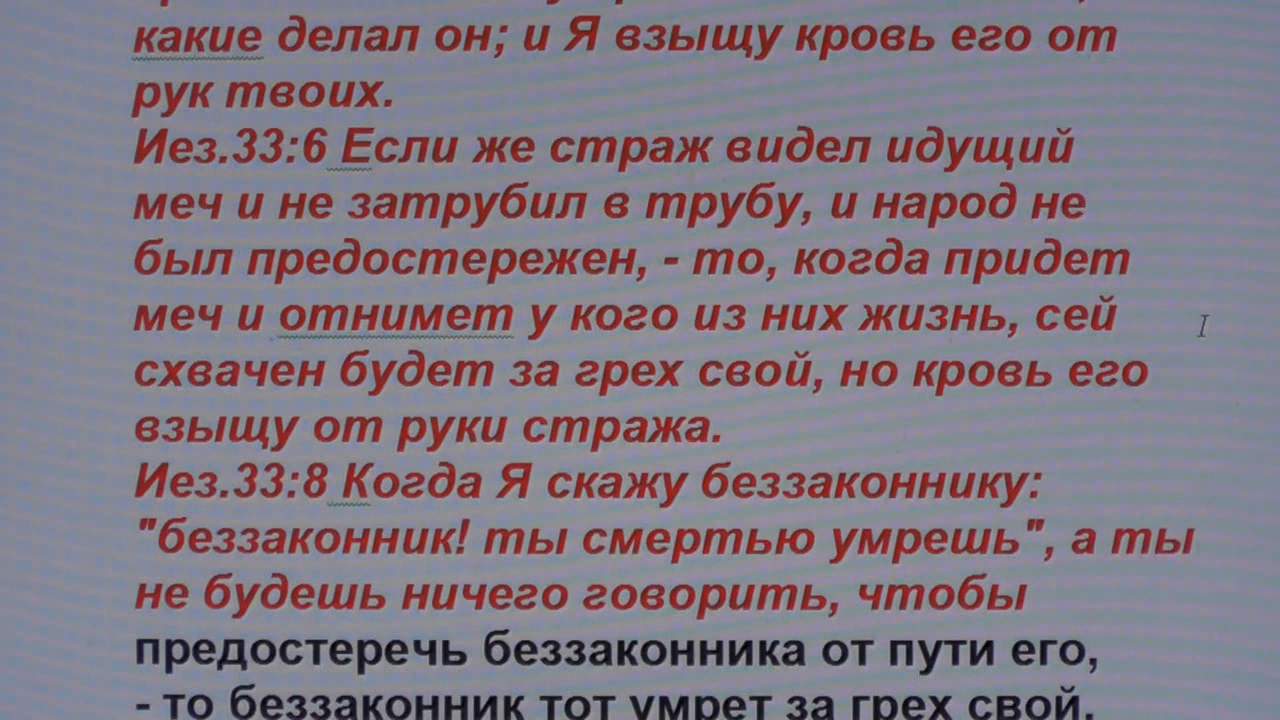 какие делал он; и Я взыщу кровь его от
рук твоих.
Иез.33:6 Если же страж видел идущий
меч и не затрубил в трубу, и народ не
был предостережен, - то, когда придет
меч и отнимет у кого из них жизнь, сей
схвачен будет за грех свой, но кровь его
взыщу от руки стража.
Иез.33:8 Когда Я скажу беззаконнику:
"беззаконник! ты смертью умрешь", а ты
не будешь ничего говорить, чтобы
предостеречь беззаконника от пути его,
- то беззаконник тот умрет за грех свой,